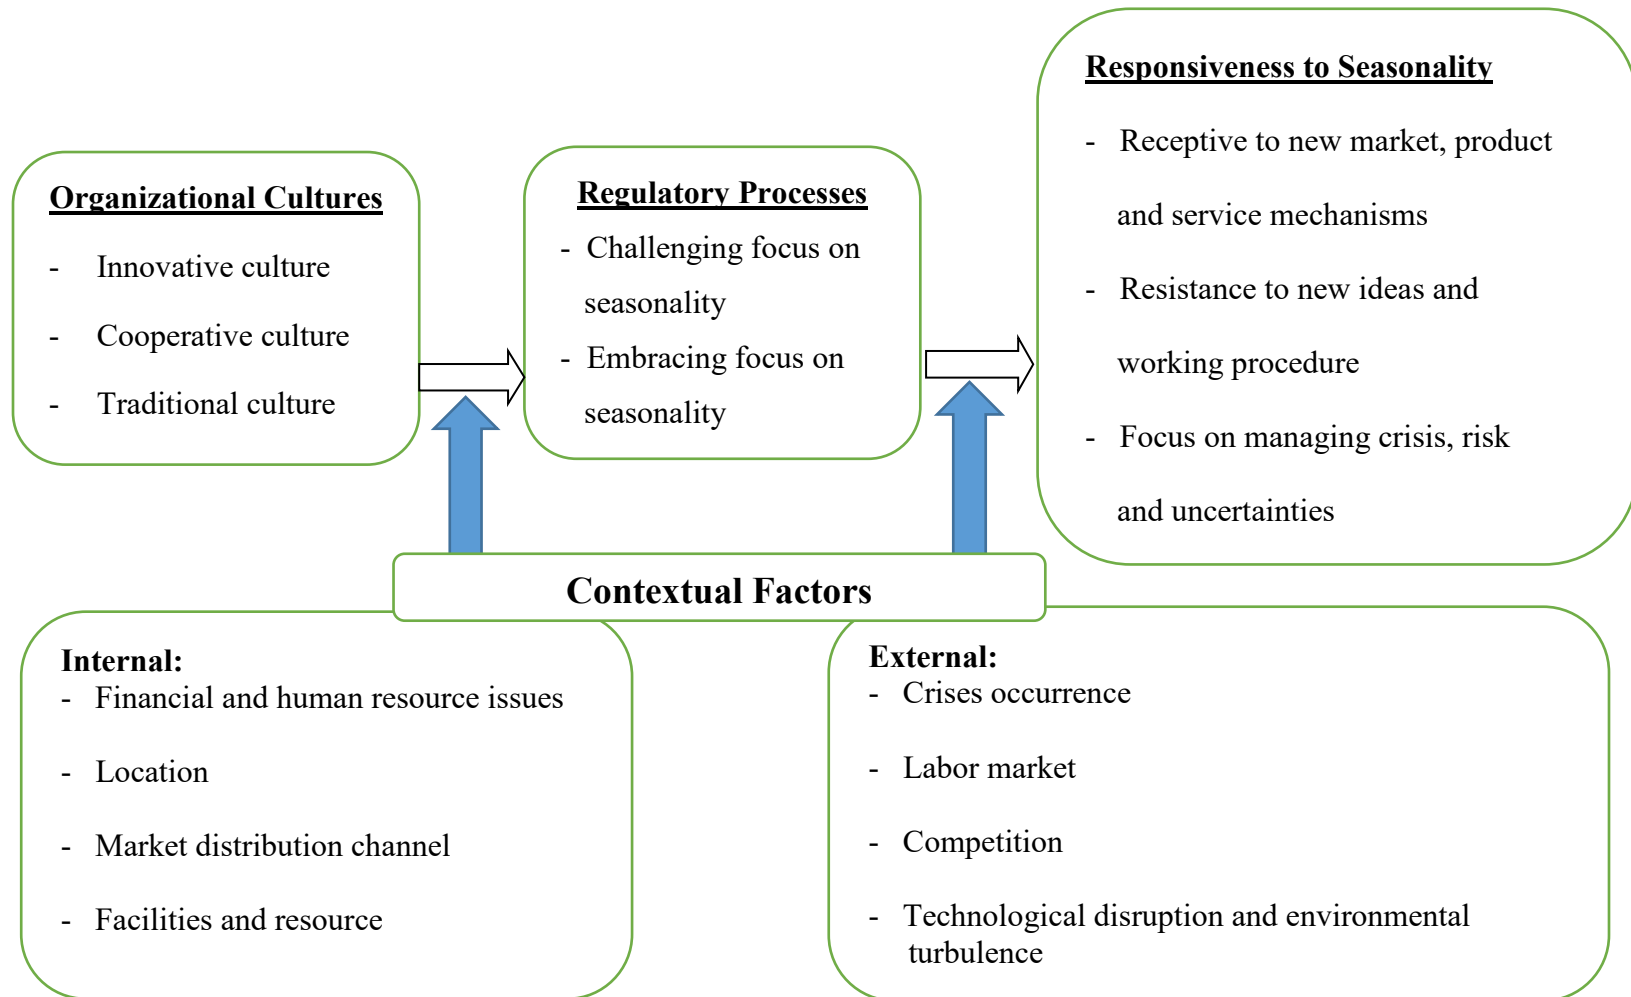 Organizational Cultures
- Innovative culture
- Cooperative culture
- Traditional culture
Regulatory Processes
- Challenging focus on
seasonality
- Embracing focus on
seasonality
Responsiveness to Seasonality
- Receptive to new market, product
and service mechanisms
- Resistance to new ideas and
working procedure
- Focus on managing crisis, risk
and uncertainties
Contextual Factors
Internal:
- Financial and human resource issues
- Location
- Market distribution channel
- Facilities and resource
External:
- Crises occurrence
- Labor market
- Competition
- Technological disruption and environmental
turbulence